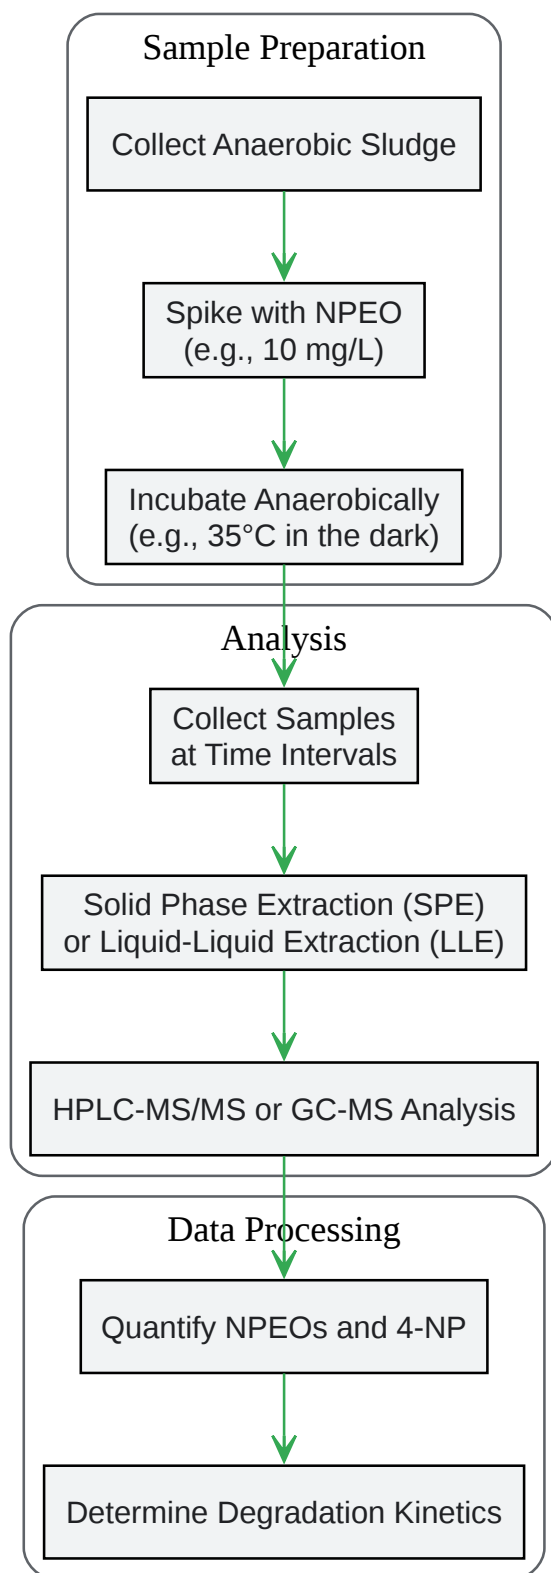 Sample Preparation
Collect Anaerobic Sludge
Spike with NPEO
(e.g., 10 mg/L)
Incubate Anaerobically
(e.g., 35°C in the dark)
Analysis
Collect Samples
at Time Intervals
Solid Phase Extraction (SPE)
or Liquid-Liquid Extraction (LLE)
HPLC-MS/MS or GC-MS Analysis
Data Processing
Quantify NPEOs and 4-NP
Determine Degradation Kinetics